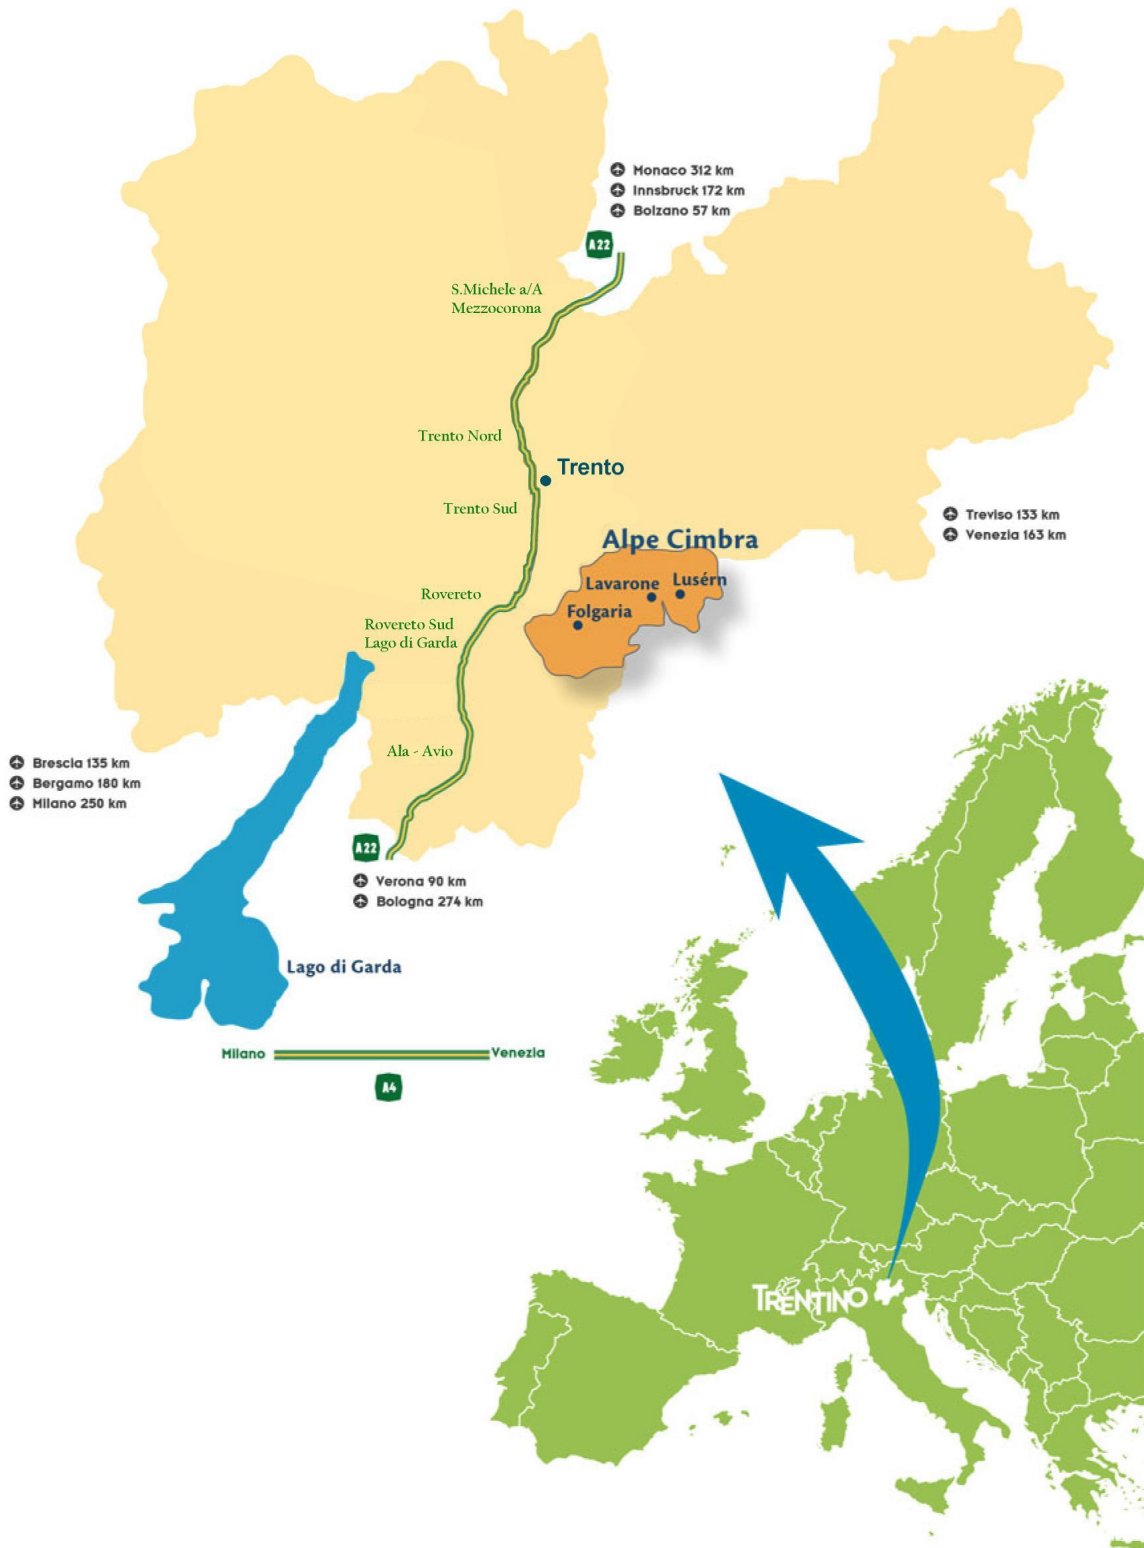 Monaco 312 km
Innsbruck 172 km
Bolzano 57 km
A22
S.Michele a/A
Mezzocorona
Trento Nord
Trento
Trento Sud
Treviso 133 km
Venezia 163 km
Alpe Cimbra
Lavarone
Lusérn
Folgaria
Rovereto
Rovereto Sud
Lago di Garda
Ala - Avio
Brescia 135 km
Bergamo 180 km
Milano 250 km
A22
Verona 90 km
Bologna 274 km
Lago di Garda
Milano
Venezia
A4
TRENTINO